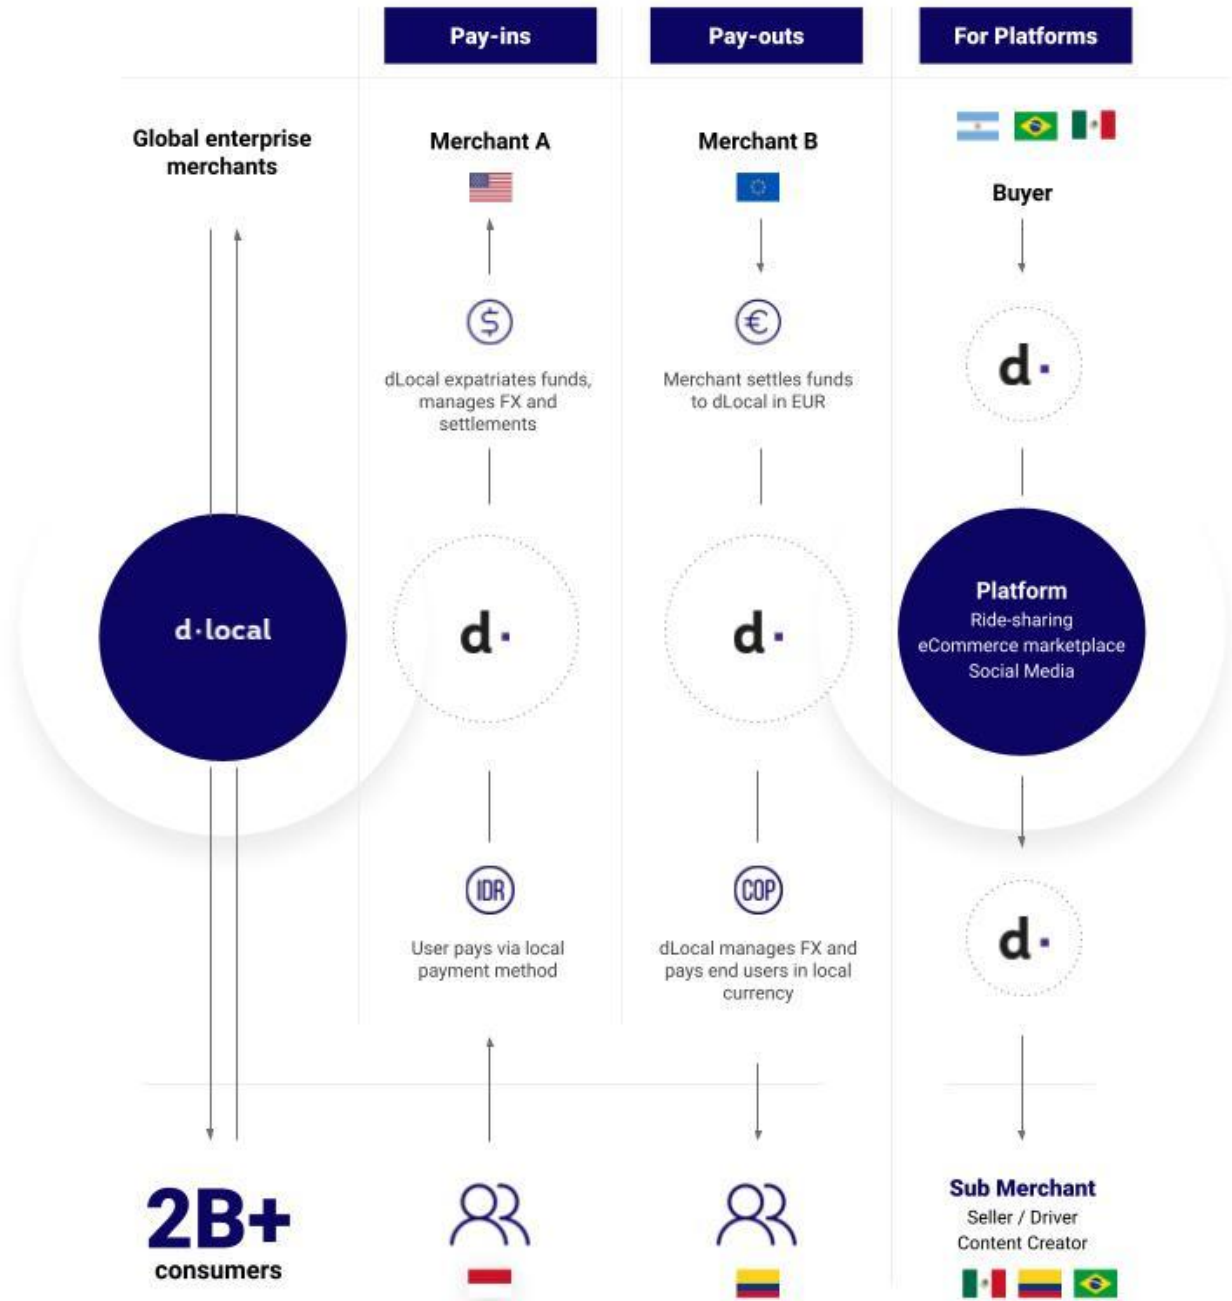 Pay-ins
Pay-outs
For Platforms
Global enterprise
merchants
Merchant A
Merchant B
Buyer
$
€
dLocal expatriates funds,
manages FX and
settlements
Merchant settles funds
to dLocal in EUR
d·
d·local
d·
d·
Platform
Ride-sharing
eCommerce marketplace
Social Media
IDR
COP
User pays via local
payment method
dLocal manages FX and
pays end users in local
currency
d·
2B+
consumers
Sub Merchant
Seller / Driver
Content Creator